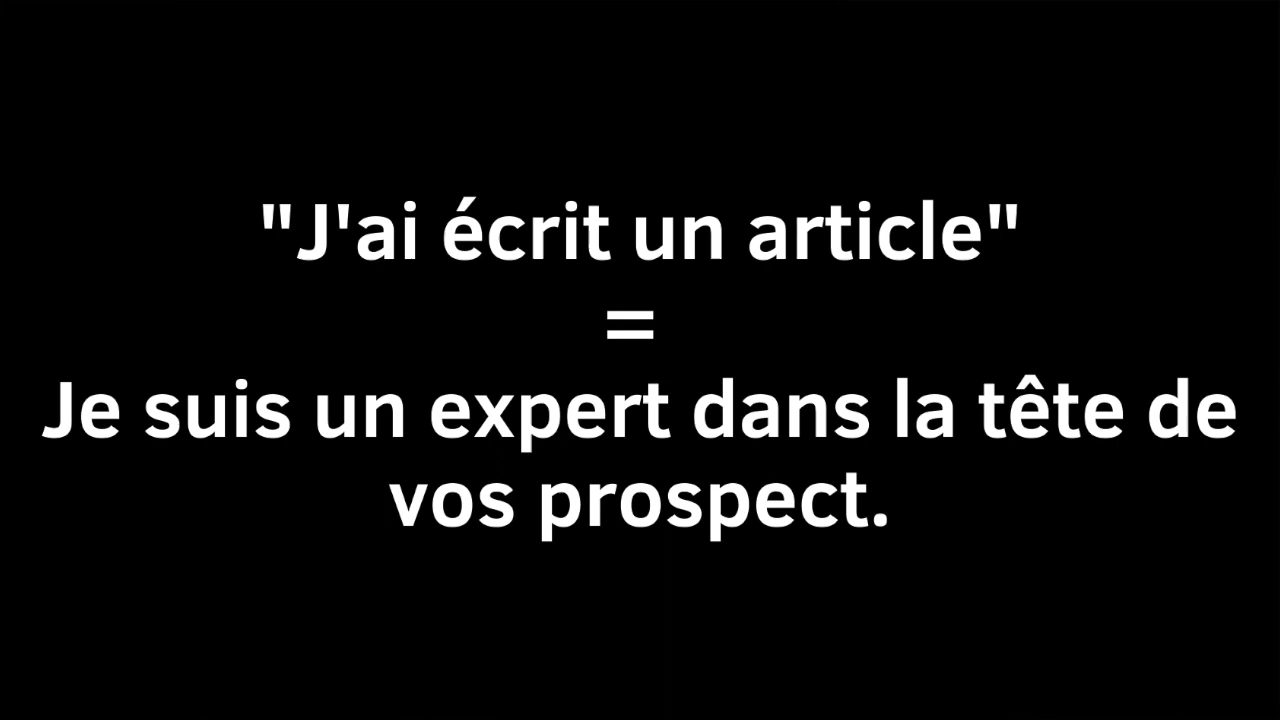 "J'ai écrit un article"
=
Je suis un expert dans la tête de
vos prospect.